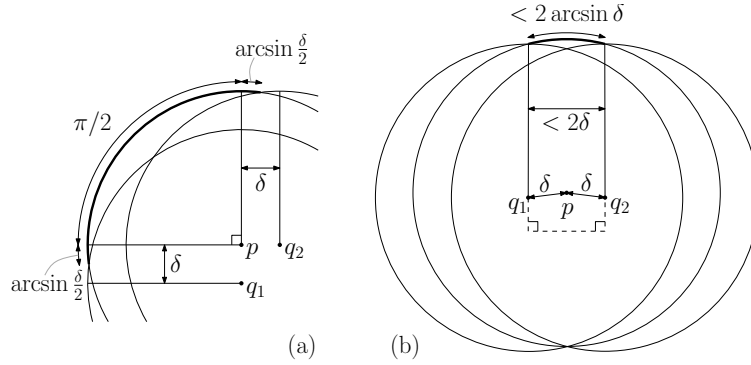 arcsin δ/2
π/2
δ
p
q₂
δ
arcsin δ/2
q₁
(a)
< 2 arcsin δ
< 2δ
δ
δ
q₁
p
q₂
(b)